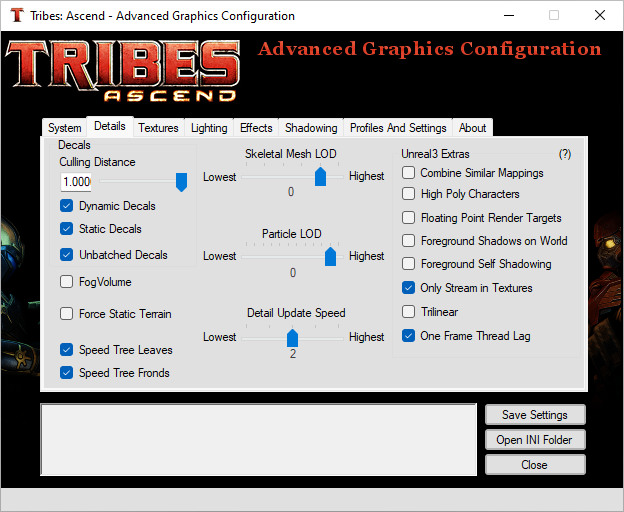 Tribes: Ascend - Advanced Graphics Configuration
TRIBES
ASCEND
Advanced Graphics Configuration
System Details Textures Lighting Effects Shadowing Profiles And Settings About
Decals
Culling Distance
1.000
Dynamic Decals
Static Decals
Unbatched Decals
FogVolume
Force Static Terrain
Speed Tree Leaves
Speed Tree Fronds
Skeletal Mesh LOD
Lowest Highest
0
Particle LOD
Lowest Highest
0
Detail Update Speed
Lowest Highest
2
Unreal3 Extras (?)
Combine Similar Mappings
High Poly Characters
Floating Point Render Targets
Foreground Shadows on World
Foreground Self Shadowing
Only Stream in Textures
Trilinear
One Frame Thread Lag
Save Settings
Open INI Folder
Close